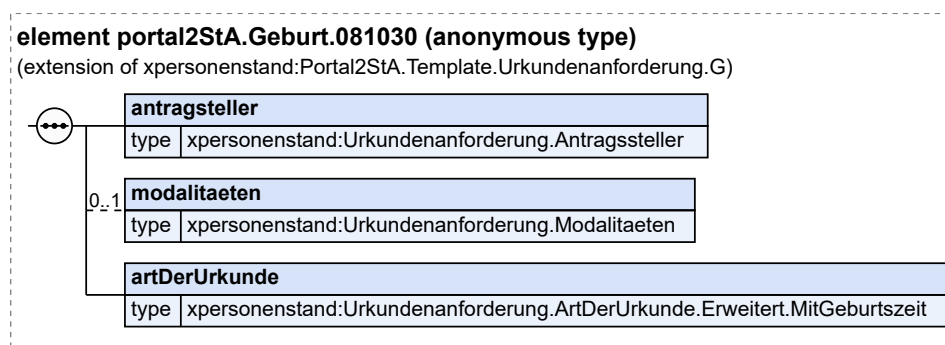 element portal2StA.Geburt.081030 (anonymous type)
(extension of xpersonenstand:Portal2StA.Template.Urkundenanforderung.G)
antragsteller
type xpersonenstand:Urkundenanforderung.Antragssteller
0..1 modalitaeten
type xpersonenstand:Urkundenanforderung.Modalitaeten
artDerUrkunde
type xpersonenstand:Urkundenanforderung.ArtDerUrkunde.Erweitert.MitGeburtszeit